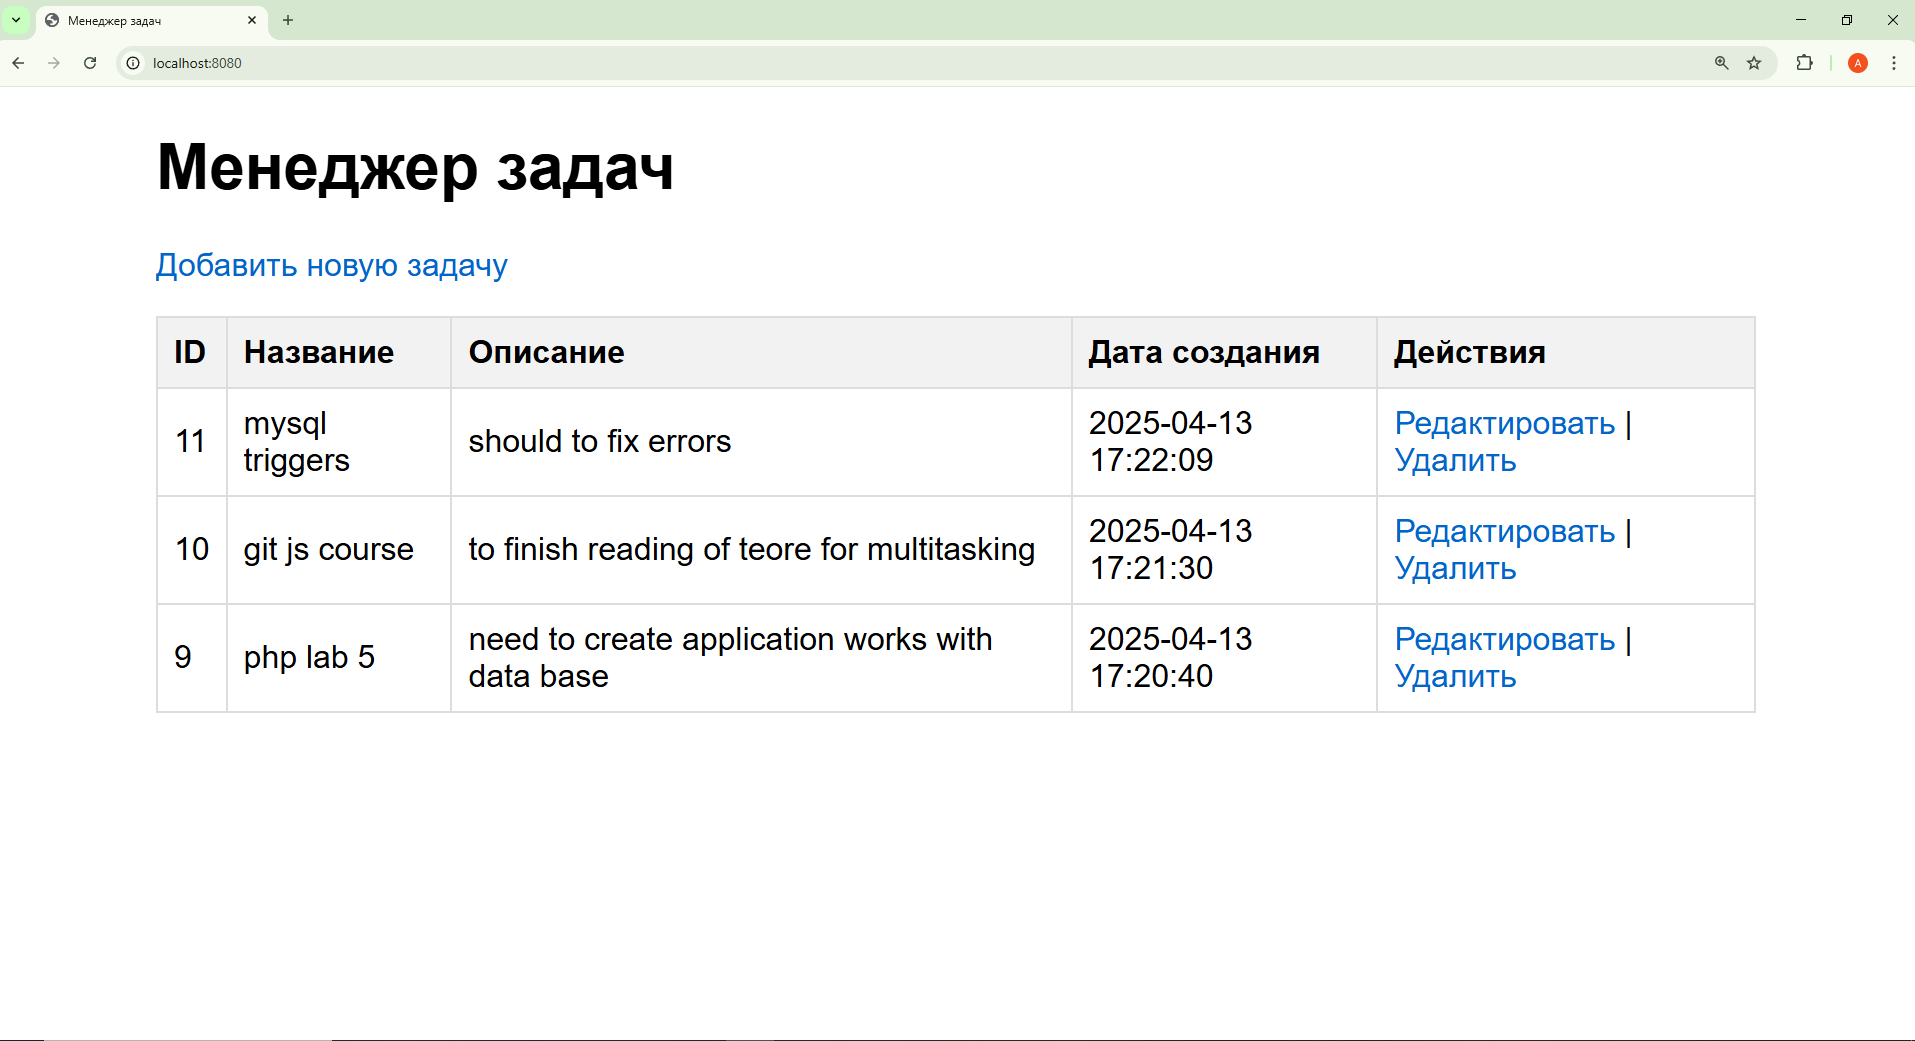 Менеджер задач
localhost:8080
A
Менеджер задач
Добавить новую задачу
ID Название Описание Дата создания Действия
11 mysql triggers should to fix errors 2025-04-13 17:22:09 Редактировать | Удалить
10 git js course to finish reading of teore for multitasking 2025-04-13 17:21:30 Редактировать | Удалить
9 php lab 5 need to create application works with data base 2025-04-13 17:20:40 Редактировать | Удалить